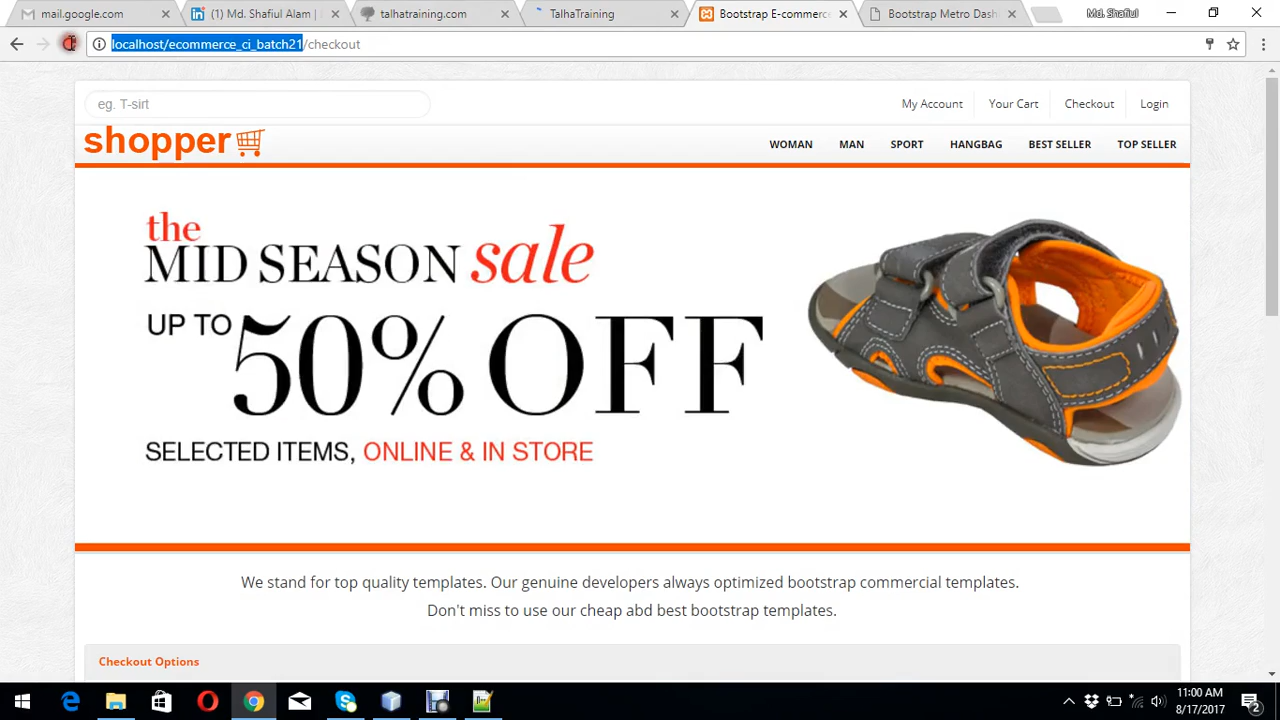 mail.google.com
(1) Md. Shafiul Alam |
talhatraining.com
TalhaTraining
Bootstrap E-commerce
Bootstrap Metro Dash
Md. Shafiul
localhost/ecommerce_ci_batch21/checkout
eg. T-sirt
My Account
Your Cart
Checkout
Login
shopper
WOMAN
MAN
SPORT
HANGBAG
BEST SELLER
TOP SELLER
the
MID SEASON sale
UP TO 50% OFF
SELECTED ITEMS, ONLINE & IN STORE
We stand for top quality templates. Our genuine developers always optimized bootstrap commercial templates.
Don't miss to use our cheap abd best bootstrap templates.
Checkout Options
11:00 AM
8/17/2017
2